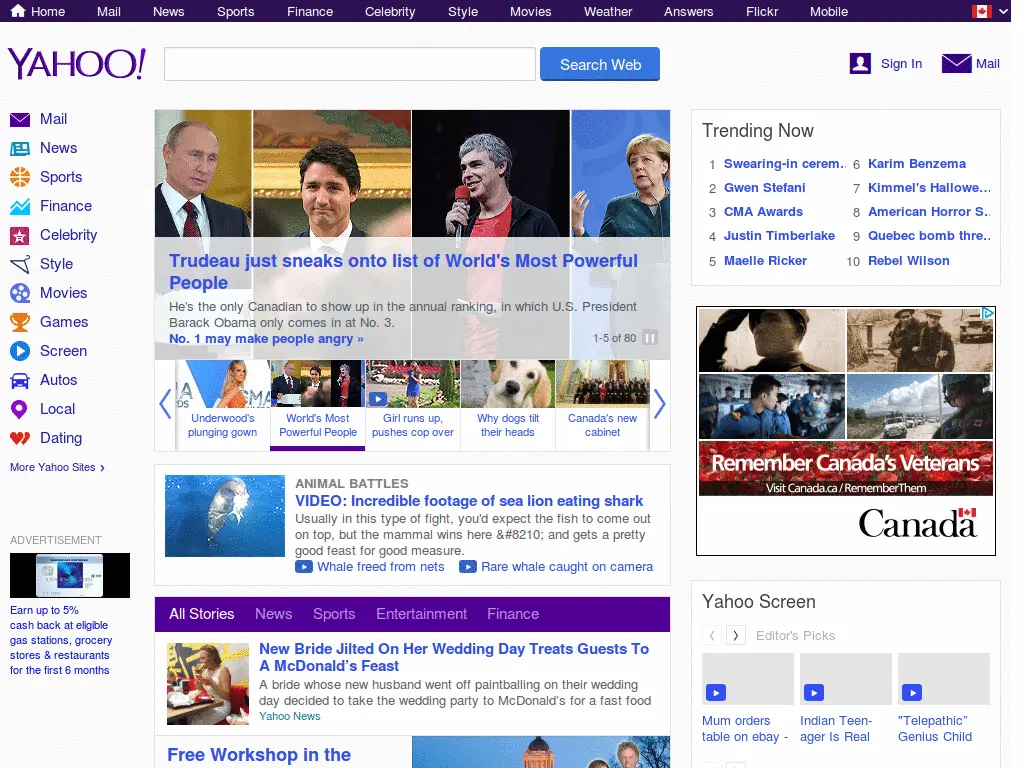 Home Mail News Sports Finance Celebrity Style Movies Weather Answers Flickr Mobile
YAHOO!
Search Web
Sign In
Mail
Mail
News
Sports
Finance
Celebrity
Style
Movies
Games
Screen
Autos
Local
Dating
More Yahoo Sites ›
ADVERTISEMENT
Earn up to 5%
cash back at eligible
gas stations, grocery
stores & restaurants
for the first 6 months
Trudeau just sneaks onto list of World's Most Powerful
People
He's the only Canadian to show up in the annual ranking, in which U.S. President
Barack Obama only comes in at No. 3.
No. 1 may make people angry »
1-5 of 80
Underwood's
plunging gown
World's Most
Powerful People
Girl runs up,
pushes cop over
Why dogs tilt
their heads
Canada's new
cabinet
ANIMAL BATTLES
VIDEO: Incredible footage of sea lion eating shark
Usually in this type of fight, you'd expect the fish to come out
on top, but the mammal wins here &#8210; and gets a pretty
good feast for good measure.
Whale freed from nets Rare whale caught on camera
All Stories News Sports Entertainment Finance
New Bride Jilted On Her Wedding Day Treats Guests To
A McDonald's Feast
A bride whose new husband went off paintballing on their wedding
day decided to take the wedding party to McDonald's for a fast food
Yahoo News
Free Workshop in the
Trending Now
1 Swearing-in cerem..
2 Gwen Stefani
3 CMA Awards
4 Justin Timberlake
5 Maelle Ricker
6 Karim Benzema
7 Kimmel's Hallowe...
8 American Horror S..
9 Quebec bomb thre..
10 Rebel Wilson
Remember Canada's Veterans
Visit Canada.ca / RememberThem
Canada
Yahoo Screen
Editor's Picks
Mum orders
table on ebay -
Indian Teen-
ager Is Real
"Telepathic"
Genius Child